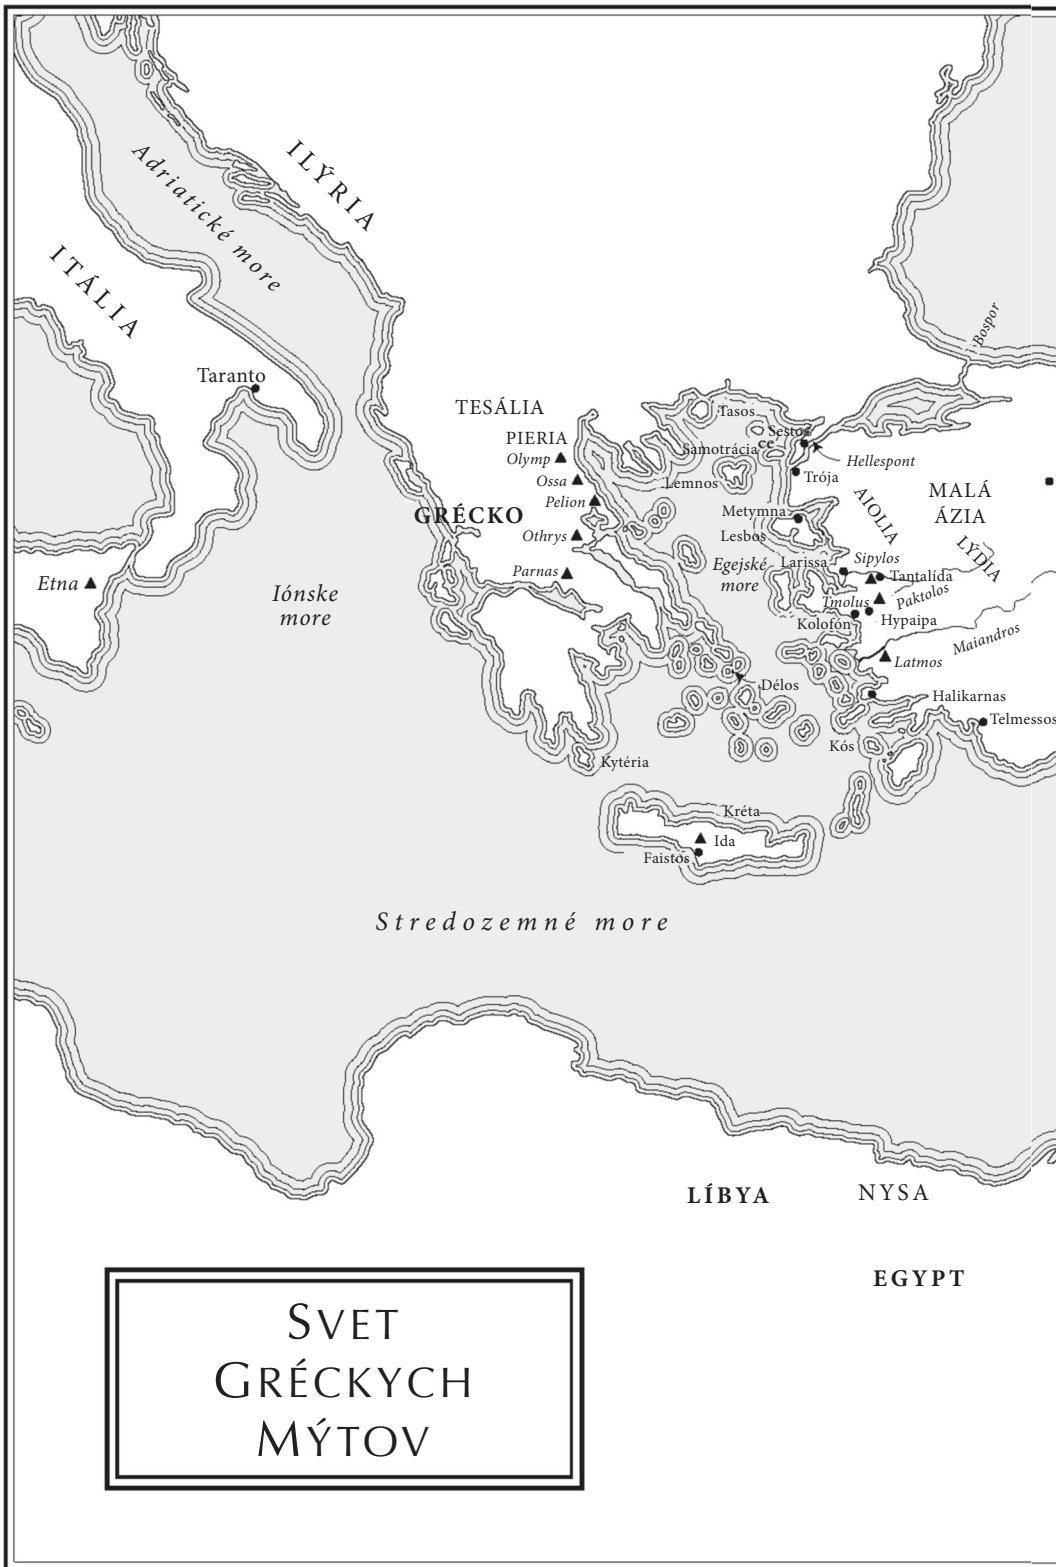 ILÝRIA
Adriatické more
ITÁLIA
Bospor
Taranto
TESÁLIA
Tasos
PIERIA
Sestos
Olymp
Samotrácia
Hellespont
Ossa
Lemnos
Trója
Pelion
MALÁ
ÁZIA
AIOLIA
GRÉCKO
Metymna
Othrys
Lesbos
LÝDIA
Egejské
more
Larissa
Sipylos
Parnas
Tantalída
Etna
Iónske
more
Tmolus
Paktolos
Kolofón
Hypaipa
Maiandros
Latmos
Délos
Halikarnas
Telmessos
Kós
Kytéria
Kréta
Ida
Faistos
Stredozemné more
LÍBYA
NYSA
EGYPT
SVET
GRÉCKYCH
MÝTOV